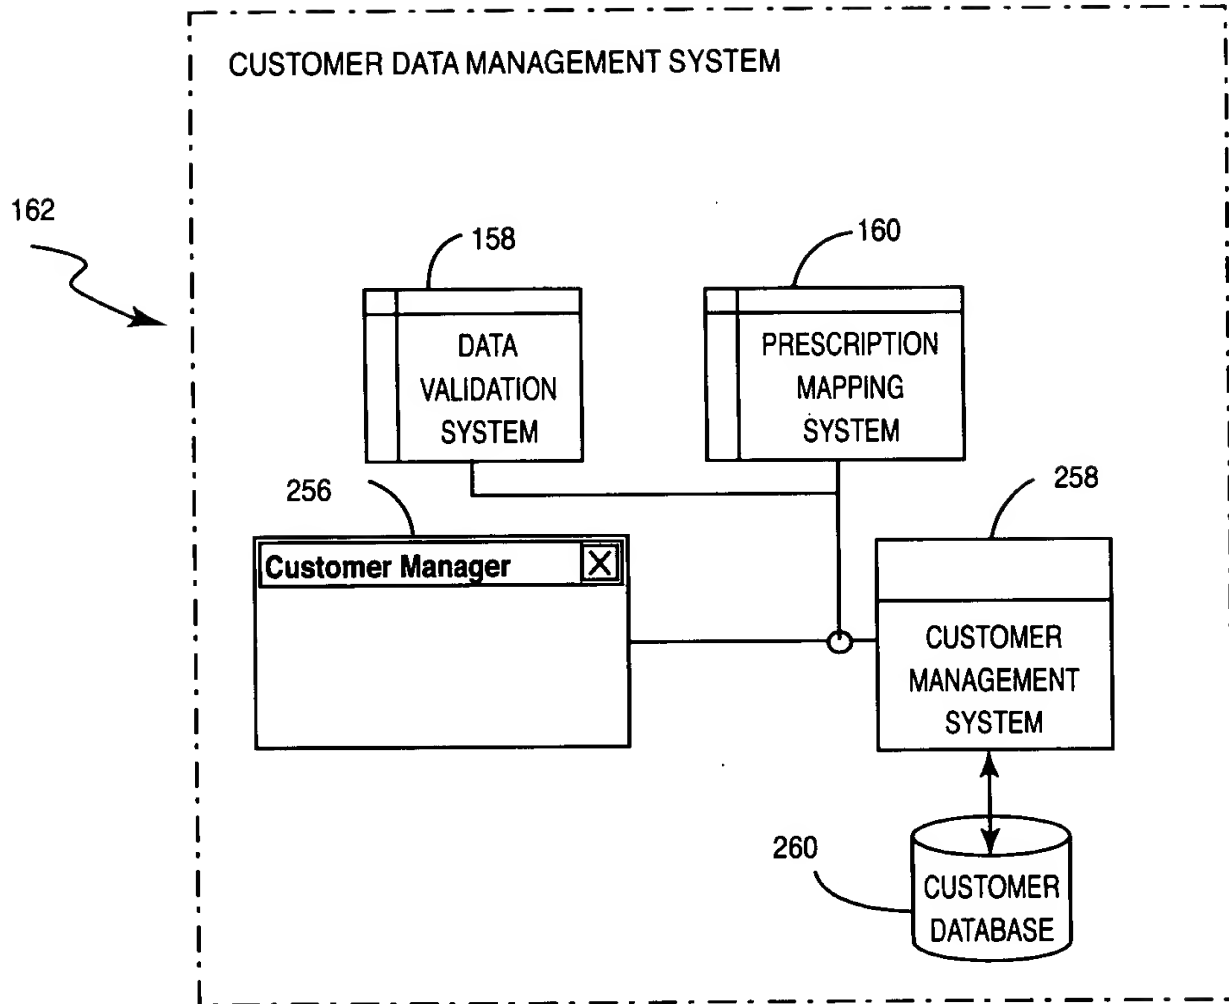 CUSTOMER DATA MANAGEMENT SYSTEM
162
158
160
DATA
VALIDATION
SYSTEM
PRESCRIPTION
MAPPING
SYSTEM
256
258
Customer Manager
CUSTOMER
MANAGEMENT
SYSTEM
260
CUSTOMER
DATABASE